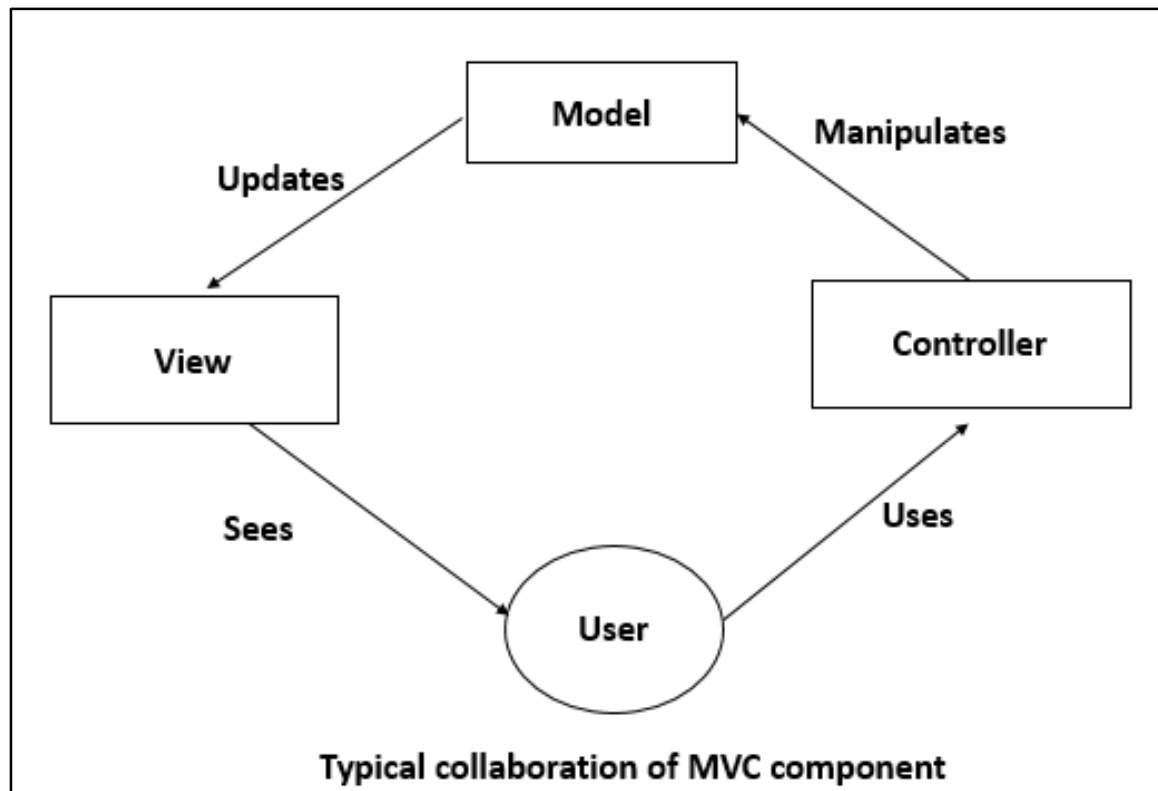 Model
Manipulates
Updates
View
Controller
Sees
Uses
User
Typical collaboration of MVC component